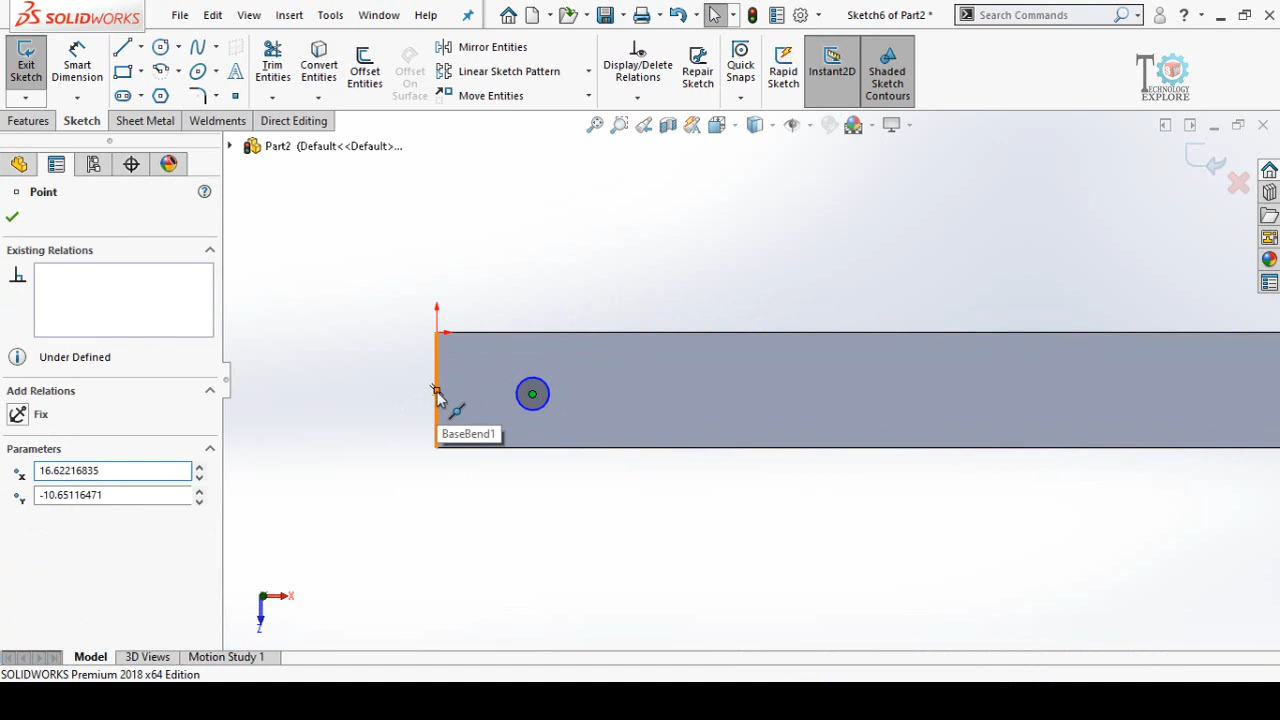 SOLIDWORKS File Edit View Insert Tools Window Help Sketch6 of Part2 * Search Commands ?
Exit Sketch
Smart Dimension
Trim Entities
Convert Entities
Offset Entities
Offset On Surface
Mirror Entities
Linear Sketch Pattern
Move Entities
Display/Delete Relations
Repair Sketch
Quick Snaps
Rapid Sketch
Instant2D
Shaded Sketch Contours
TECHNOLOGY EXPLORE
Features Sketch Sheet Metal Weldments Direct Editing
Part2 (Default<<Default>...
Point
Existing Relations
Under Defined
Add Relations
Fix
Parameters
X 16.62216835
Y -10.65116471
BaseBend1
X
Z
Model 3D Views Motion Study 1
SOLIDWORKS Premium 2018 x64 Edition